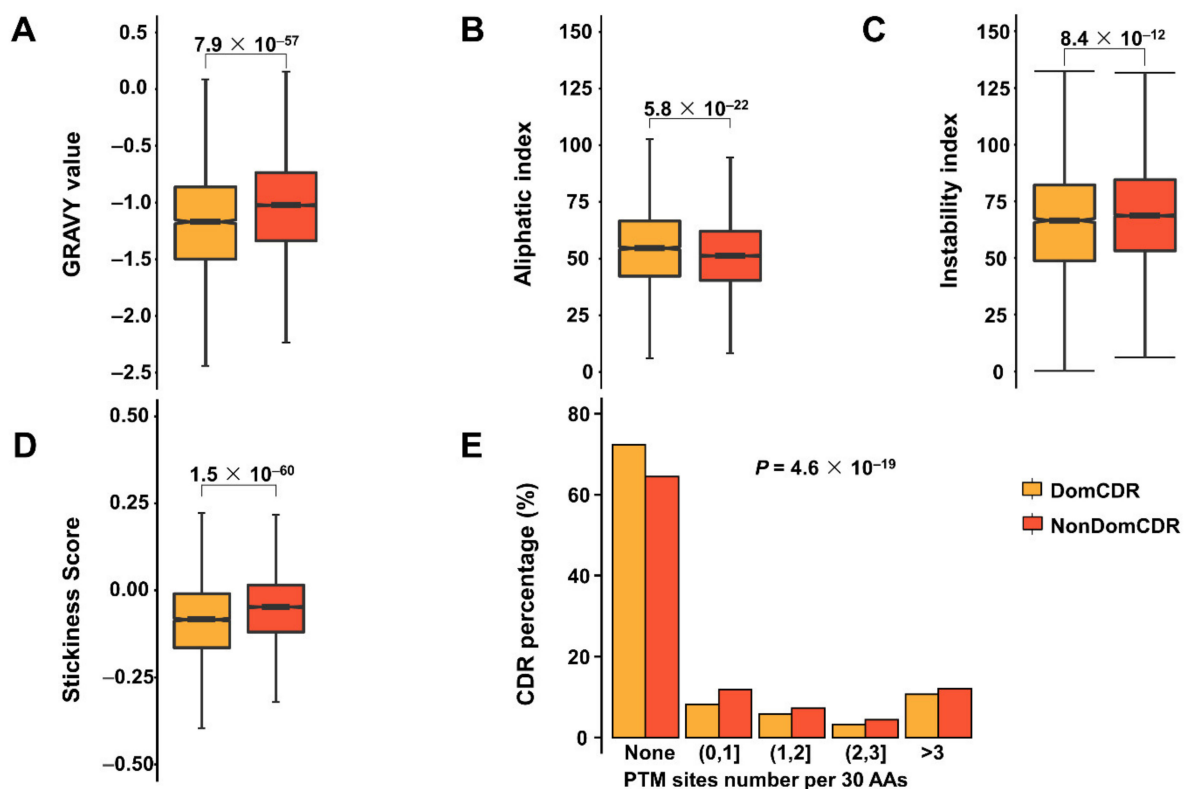 A
GRAVY value
0.5
0.0
−0.5
−1.0
−1.5
−2.0
−2.5
7.9 × 10⁻⁵⁷
B
Aliphatic index
150
125
100
75
50
25
0
5.8 × 10⁻²²
C
Instability index
150
125
100
75
50
25
0
8.4 × 10⁻¹²
D
Stickiness Score
0.50
0.25
0.00
−0.25
−0.50
1.5 × 10⁻⁶⁰
E
CDR percentage (%)
80
60
40
20
0
P = 4.6 × 10⁻¹⁹
None (0,1] (1,2] (2,3] >3
PTM sites number per 30 AAs
DomCDR
NonDomCDR